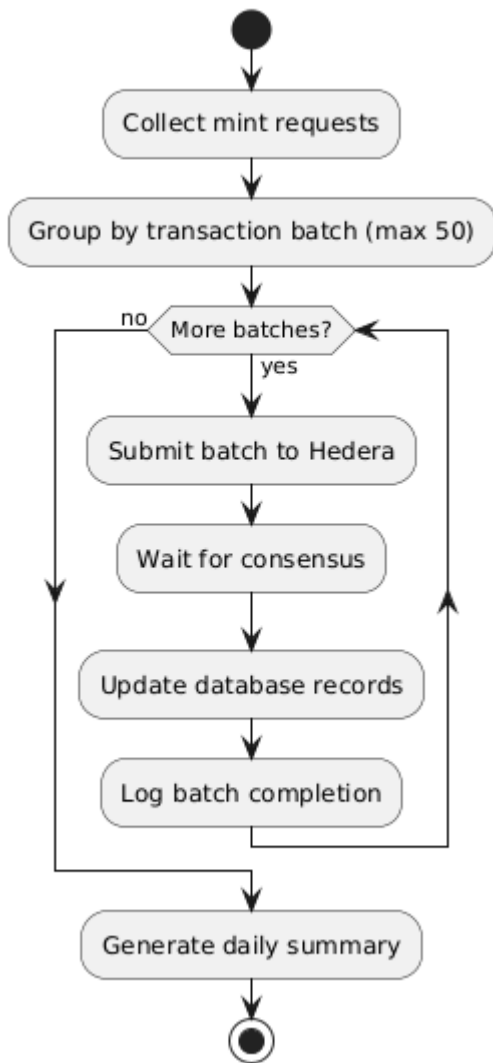 Collect mint requests
Group by transaction batch (max 50)
no
More batches?
yes
Submit batch to Hedera
Wait for consensus
Update database records
Log batch completion
Generate daily summary